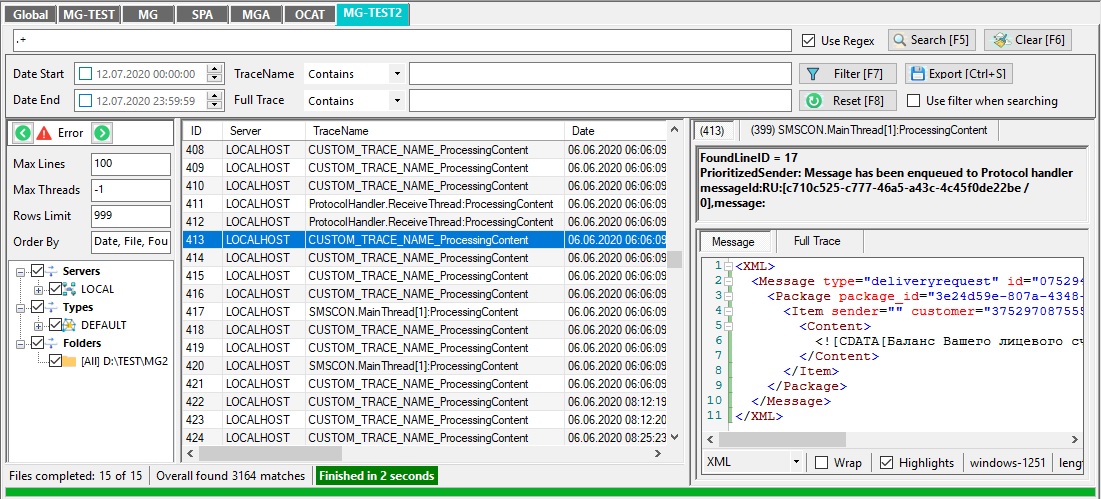 Global MG-TEST MG SPA MGA OCAT MG-TEST2
.+ Use Regex Search [F5] Clear [F6]
Date Start 12.07.2020 00:00:00 TraceName Contains Filter [F7] Export [Ctrl+S]
Date End 12.07.2020 23:59:59 Full Trace Contains Reset [F8] Use filter when searching
Error
Max Lines 100
Max Threads -1
Rows Limit 999
Order By Date, File, Fou
Servers
LOCAL
Types
DEFAULT
Folders
[All] D:\TEST\MG2
ID Server TraceName Date
408 LOCALHOST CUSTOM_TRACE_NAME_ProcessingContent 06.06.2020 06:06:09
409 LOCALHOST CUSTOM_TRACE_NAME_ProcessingContent 06.06.2020 06:06:09
410 LOCALHOST CUSTOM_TRACE_NAME_ProcessingContent 06.06.2020 06:06:09
411 LOCALHOST ProtocolHandler.ReceiveThread:ProcessingContent 06.06.2020 06:06:09
412 LOCALHOST ProtocolHandler.ReceiveThread:ProcessingContent 06.06.2020 06:06:09
413 LOCALHOST CUSTOM_TRACE_NAME_ProcessingContent 06.06.2020 06:06:09
414 LOCALHOST CUSTOM_TRACE_NAME_ProcessingContent 06.06.2020 06:06:09
415 LOCALHOST CUSTOM_TRACE_NAME_ProcessingContent 06.06.2020 06:06:09
416 LOCALHOST CUSTOM_TRACE_NAME_ProcessingContent 06.06.2020 06:06:09
417 LOCALHOST SMSCON.MainThread[1]:ProcessingContent 06.06.2020 06:06:09
418 LOCALHOST CUSTOM_TRACE_NAME_ProcessingContent 06.06.2020 06:06:09
419 LOCALHOST CUSTOM_TRACE_NAME_ProcessingContent 06.06.2020 06:06:09
420 LOCALHOST SMSCON.MainThread[1]:ProcessingContent 06.06.2020 06:06:09
421 LOCALHOST CUSTOM_TRACE_NAME_ProcessingContent 06.06.2020 06:06:09
422 LOCALHOST CUSTOM_TRACE_NAME_ProcessingContent 06.06.2020 08:12:19
423 LOCALHOST CUSTOM_TRACE_NAME_ProcessingContent 06.06.2020 08:12:20
424 LOCALHOST CUSTOM_TRACE_NAME_ProcessingContent 06.06.2020 08:25:23
(413) (399) SMSCON.MainThread[1]:ProcessingContent
FoundLineID = 17
PrioritizedSender: Message has been enqueued to Protocol handler
messageId:RU:[c710c525-c777-46a5-a43c-4c45f0de22be /
0],message:
Message Full Trace
1 <XML>
2 <Message type="deliveryrequest" id="075294
3 <Package package_id="3e24d59e-807a-4348-
4 <Item sender="" customer="375297087555
5 <Content>
6 <![CDATA[Баланс Вашего лицевого сч
7 </Content>
8 </Item>
9 </Package>
10 </Message>
11 </XML>
XML Wrap Highlights windows-1251 leng
Files completed: 15 of 15 Overall found 3164 matches Finished in 2 seconds